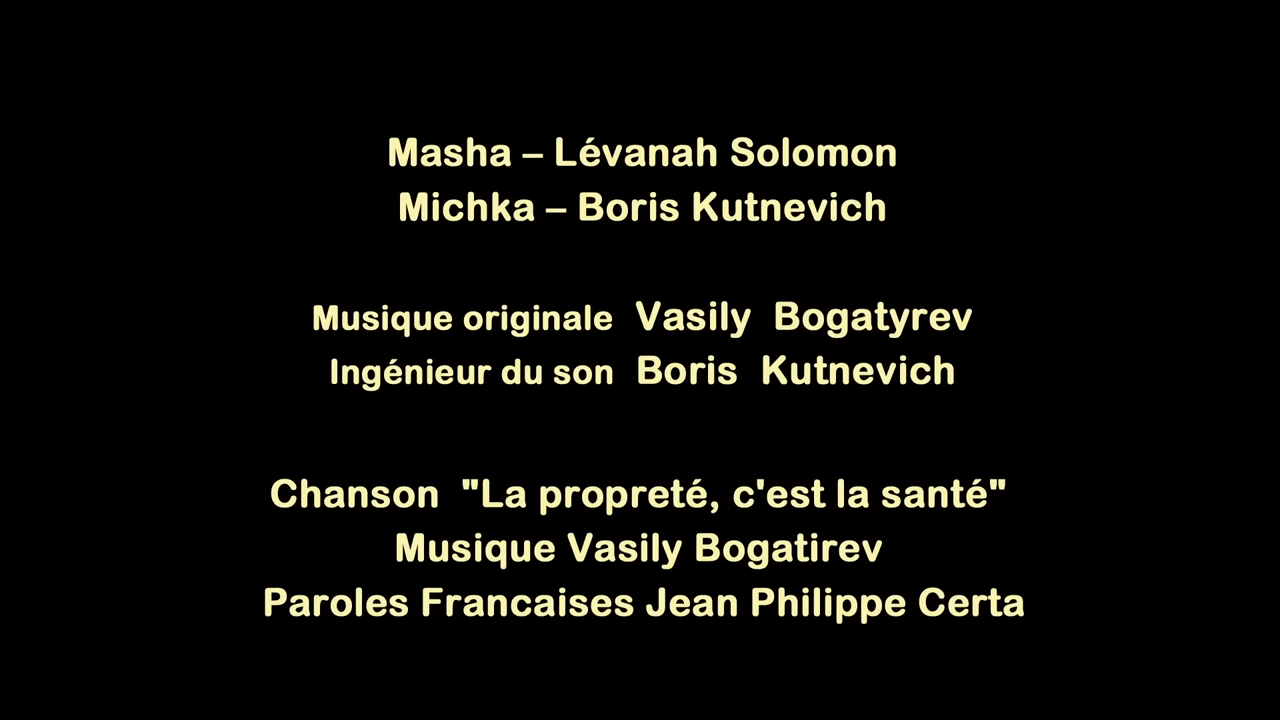 Masha – Lévanah Solomon
Michka – Boris Kutnevich
Musique originale Vasily Bogatyrev
Ingénieur du son Boris Kutnevich
Chanson "La propreté, c'est la santé"
Musique Vasily Bogatirev
Paroles Francaises Jean Philippe Certa